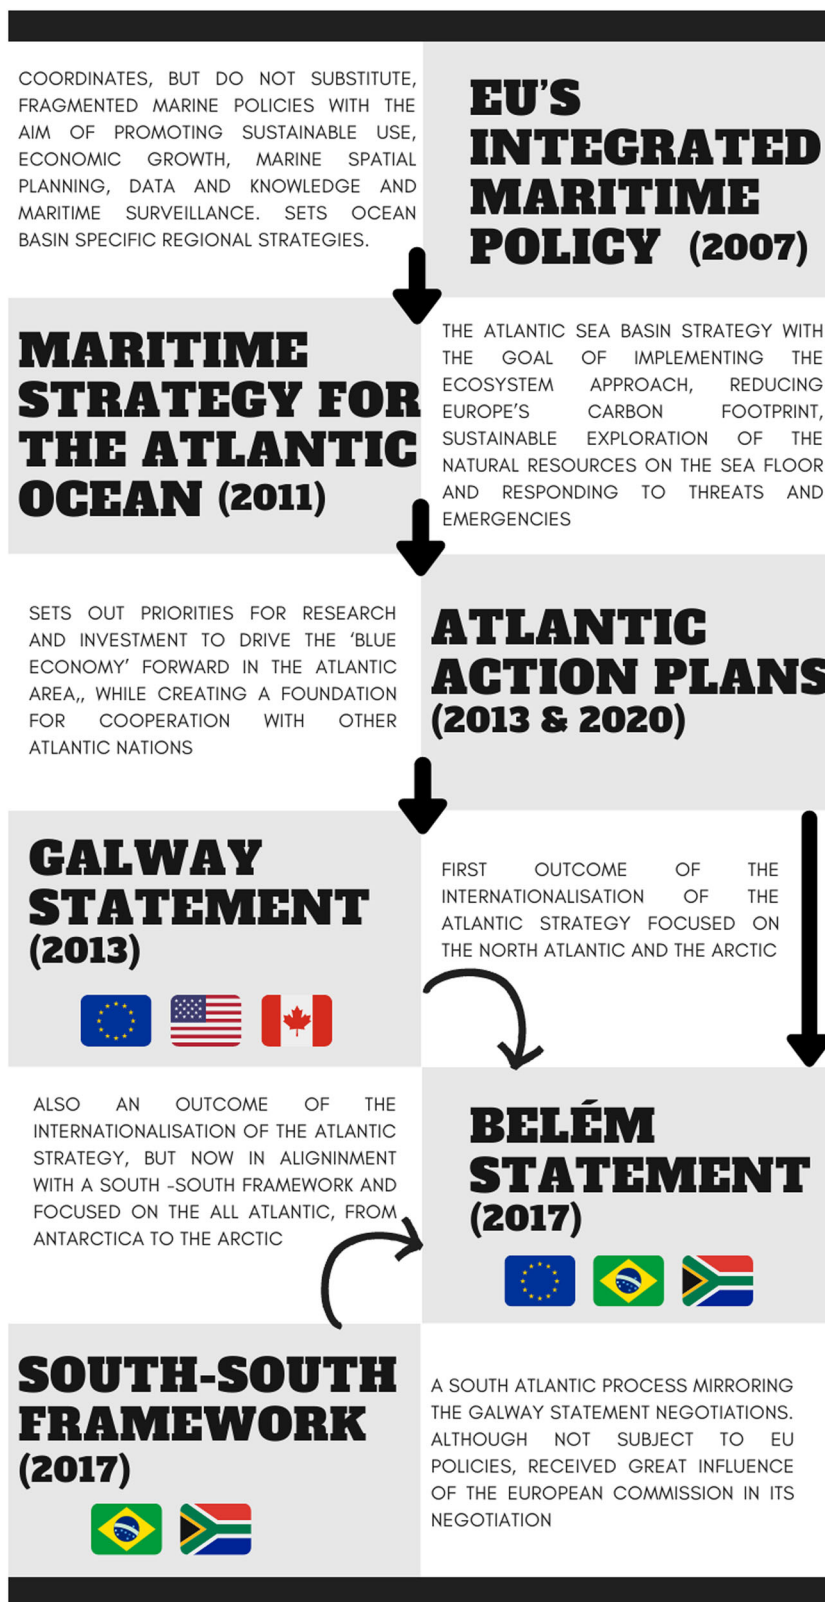 COORDINATES, BUT DO NOT SUBSTITUTE,
FRAGMENTED MARINE POLICIES WITH THE
AIM OF PROMOTING SUSTAINABLE USE,
ECONOMIC GROWTH, MARINE SPATIAL
PLANNING, DATA AND KNOWLEDGE AND
MARITIME SURVEILLANCE. SETS OCEAN
BASIN SPECIFIC REGIONAL STRATEGIES.
EU'S
INTEGRATED
MARITIME
POLICY (2007)
MARITIME
STRATEGY FOR
THE ATLANTIC
OCEAN (2011)
THE ATLANTIC SEA BASIN STRATEGY WITH
THE GOAL OF IMPLEMENTING THE
ECOSYSTEM APPROACH, REDUCING
EUROPE'S CARBON FOOTPRINT,
SUSTAINABLE EXPLORATION OF THE
NATURAL RESOURCES ON THE SEA FLOOR
AND RESPONDING TO THREATS AND
EMERGENCIES
SETS OUT PRIORITIES FOR RESEARCH
AND INVESTMENT TO DRIVE THE ‘BLUE
ECONOMY’ FORWARD IN THE ATLANTIC
AREA,, WHILE CREATING A FOUNDATION
FOR COOPERATION WITH OTHER
ATLANTIC NATIONS
ATLANTIC
ACTION PLANS
(2013 & 2020)
GALWAY
STATEMENT
(2013)
FIRST OUTCOME OF THE
INTERNATIONALISATION OF THE
ATLANTIC STRATEGY FOCUSED ON
THE NORTH ATLANTIC AND THE ARCTIC
ALSO AN OUTCOME OF THE
INTERNATIONALISATION OF THE ATLANTIC
STRATEGY, BUT NOW IN ALIGNINMENT
WITH A SOUTH -SOUTH FRAMEWORK AND
FOCUSED ON THE ALL ATLANTIC, FROM
ANTARCTICA TO THE ARCTIC
BELÉM
STATEMENT
(2017)
SOUTH-SOUTH
FRAMEWORK
(2017)
A SOUTH ATLANTIC PROCESS MIRRORING
THE GALWAY STATEMENT NEGOTIATIONS.
ALTHOUGH NOT SUBJECT TO EU
POLICIES, RECEIVED GREAT INFLUENCE
OF THE EUROPEAN COMMISSION IN ITS
NEGOTIATION